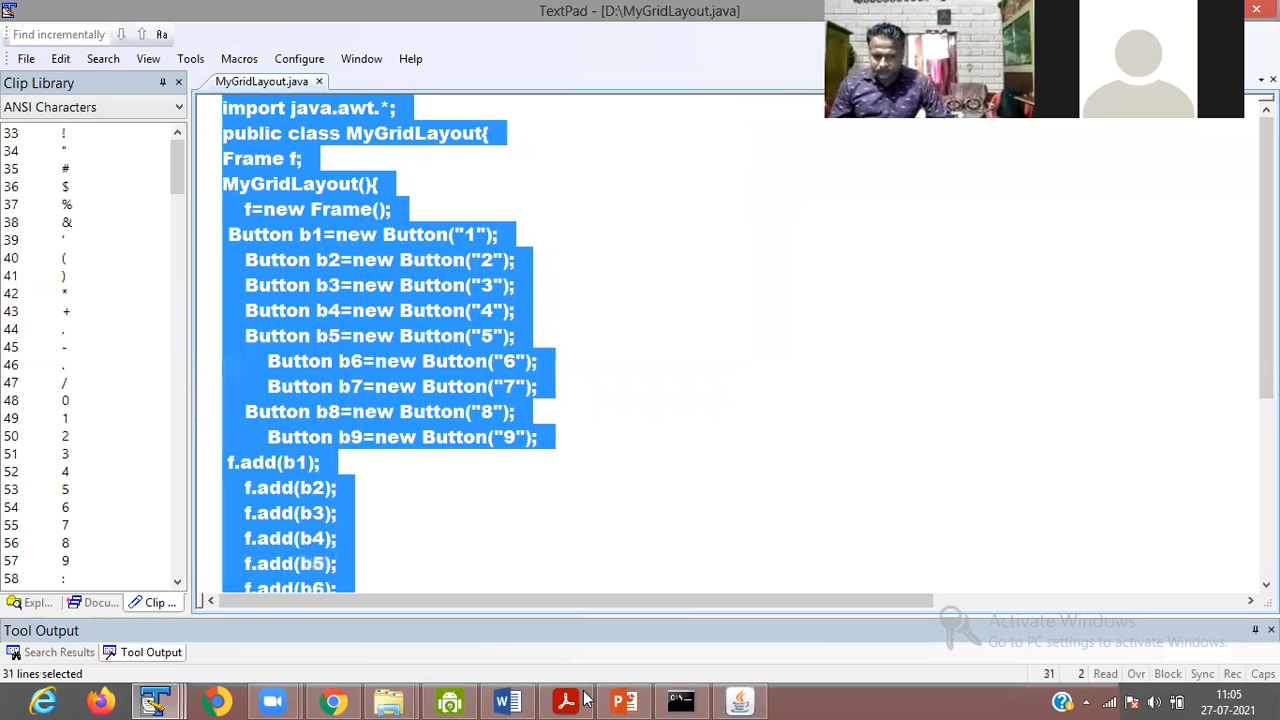 TextPad - [D:\MyGridLayout.java]
Find incrementally
Aa
File Edit Search View Tools Macros Configure Window Help
Clip Library
MyGridLayout.java
ANSI Characters
33 !
34 "
35 #
36 $
37 %
38 &
39 '
40 (
41 )
42 *
43 +
44 ,
45 -
46 .
47 /
48 0
49 1
50 2
51 3
52 4
53 5
54 6
55 7
56 8
57 9
58 :
import java.awt.*;
public class MyGridLayout{
Frame f;
MyGridLayout(){
f=new Frame();
Button b1=new Button("1");
Button b2=new Button("2");
Button b3=new Button("3");
Button b4=new Button("4");
Button b5=new Button("5");
Button b6=new Button("6");
Button b7=new Button("7");
Button b8=new Button("8");
Button b9=new Button("9");
f.add(b1);
f.add(b2);
f.add(b3);
f.add(b4);
f.add(b5);
f.add(b6);
Expl... Docu... Clip ...
Tool Output
Search Results Tool Output
Activate Windows
Go to PC settings to activate Windows.
31 lines selected
31 2 Read Ovr Block Sync Rec Caps
11:05
27-07-2021